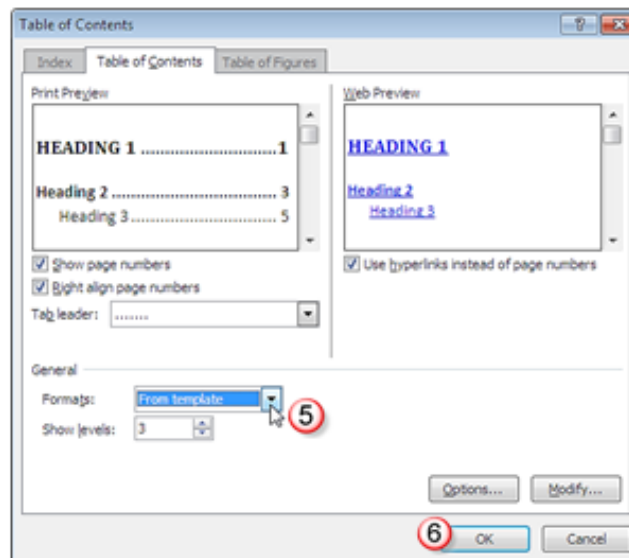 Table of Contents
Index Table of Contents Table of Figures
Print Preview
HEADING 1 ..............................1
Heading 2 .................................. 3
Heading 3 .............................. 5
Show page numbers
Right align page numbers
Tab leader: .......
Web Preview
HEADING 1
Heading 2
Heading 3
Use hyperlinks instead of page numbers
General
Formats: From template
5
Show levels: 3
Options... Modify...
6 OK Cancel